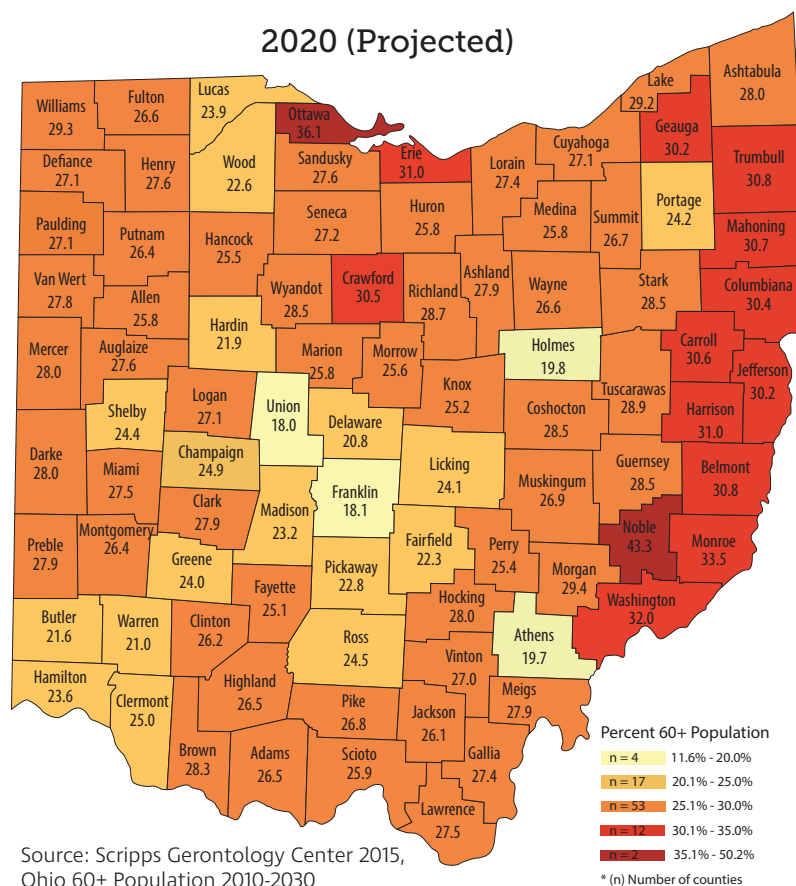 2020 (Projected)
Williams
29.3
Fulton
26.6
Lucas
23.9
Ottawa
36.1
Lake
29.2
Ashtabula
28.0
Geauga
30.2
Defiance
27.1
Henry
27.6
Wood
22.6
Sandusky
27.6
Erie
31.0
Lorain
27.4
Cuyahoga
27.1
Trumbull
30.8
Paulding
27.1
Putnam
26.4
Hancock
25.5
Seneca
27.2
Huron
25.8
Medina
25.8
Summit
26.7
Portage
24.2
Mahoning
30.7
Van Wert
27.8
Allen
25.8
Wyandot
28.5
Crawford
30.5
Richland
28.7
Ashland
27.9
Wayne
26.6
Stark
28.5
Columbiana
30.4
Mercer
28.0
Auglaize
27.6
Hardin
21.9
Marion
25.8
Morrow
25.6
Holmes
19.8
Carroll
30.6
Jefferson
30.2
Shelby
24.4
Logan
27.1
Union
18.0
Delaware
20.8
Knox
25.2
Coshocton
28.5
Tuscarawas
28.9
Harrison
31.0
Darke
28.0
Miami
27.5
Champaign
24.9
Clark
27.9
Madison
23.2
Franklin
18.1
Licking
24.1
Muskingum
26.9
Guernsey
28.5
Belmont
30.8
Preble
27.9
Montgomery
26.4
Greene
24.0
Fayette
25.1
Pickaway
22.8
Fairfield
22.3
Perry
25.4
Morgan
29.4
Noble
43.3
Monroe
33.5
Washington
32.0
Butler
21.6
Warren
21.0
Clinton
26.2
Ross
24.5
Hocking
28.0
Athens
19.7
Vinton
27.0
Hamilton
23.6
Clermont
25.0
Highland
26.5
Pike
26.8
Jackson
26.1
Meigs
27.9
Brown
28.3
Adams
26.5
Scioto
25.9
Gallia
27.4
Lawrence
27.5
Percent 60+ Population
n = 4 11.6% - 20.0%
n = 17 20.1% - 25.0%
n = 53 25.1% - 30.0%
n = 12 30.1% - 35.0%
n = 2 35.1% - 50.2%
* (n) Number of counties
Source: Scripps Gerontology Center 2015,
Ohio 60+ Population 2010-2030